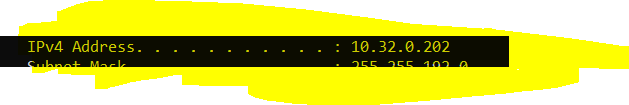 IPv4 Address. . . . . . . . . . . : 10.32.0.202
Subnet Mask . . . . . . . . . . . : 255.255.192.0